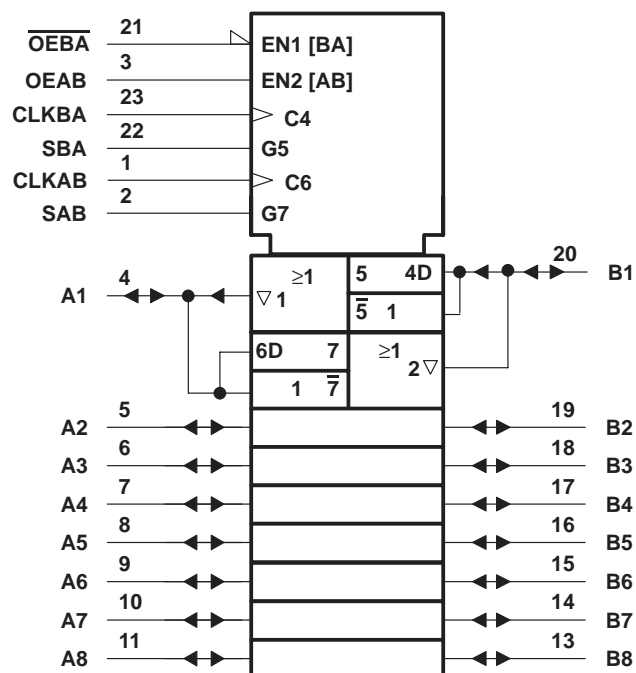 O̅E̅B̅A̅ 21 EN1 [BA]
OEAB 3 EN2 [AB]
CLKBA 23 C4
SBA 22 G5
CLKAB 1 C6
SAB 2 G7
A1 4 ≥1 ▽ 1 5 4D 20 B1
5̅ 1
6D 7 ≥1 2 ▽
1 7̅
A2 5 19 B2
A3 6 18 B3
A4 7 17 B4
A5 8 16 B5
A6 9 15 B6
A7 10 14 B7
A8 11 13 B8